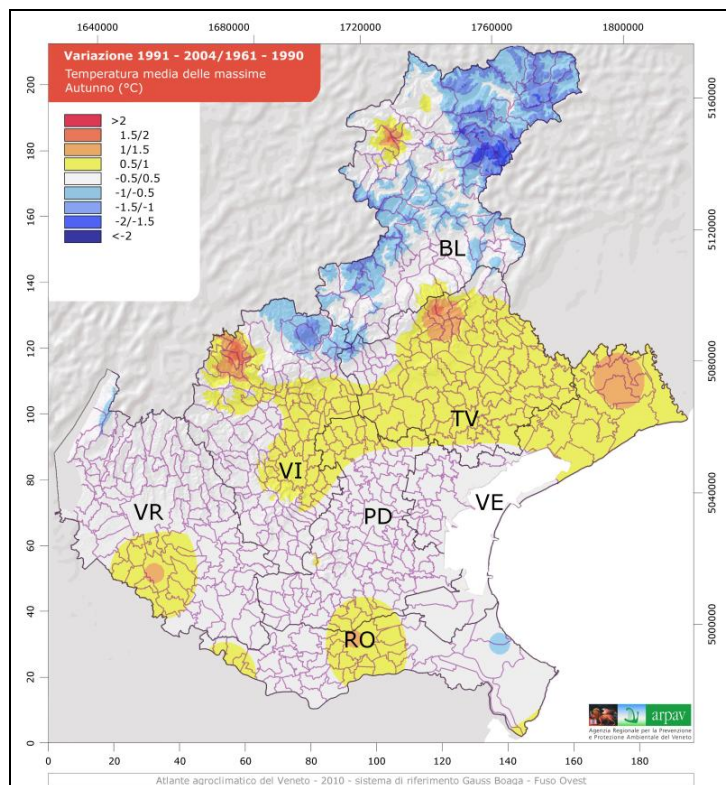 1640000 1680000 1720000 1760000 1800000
Variazione 1991 - 2004/1961 - 1990
Temperatura media delle massime
Autunno (°C)
>2
1.5/2
1/1.5
0.5/1
-0.5/0.5
-1/-0.5
-1.5/-1
-2/-1.5
<-2
200
180
160
140
120
100
80
60
40
20
0
5160000
5120000
5080000
5040000
5000000
BL
TV
VI
VE
VR
PD
RO
arpav
Agenzia Regionale per la Prevenzione
e Protezione Ambientale del Veneto
0 20 40 60 80 100 120 140 160 180
Atlante agroclimatico del Veneto - 2010 - sistema di riferimento Gauss Boaga - Fuso Ovest